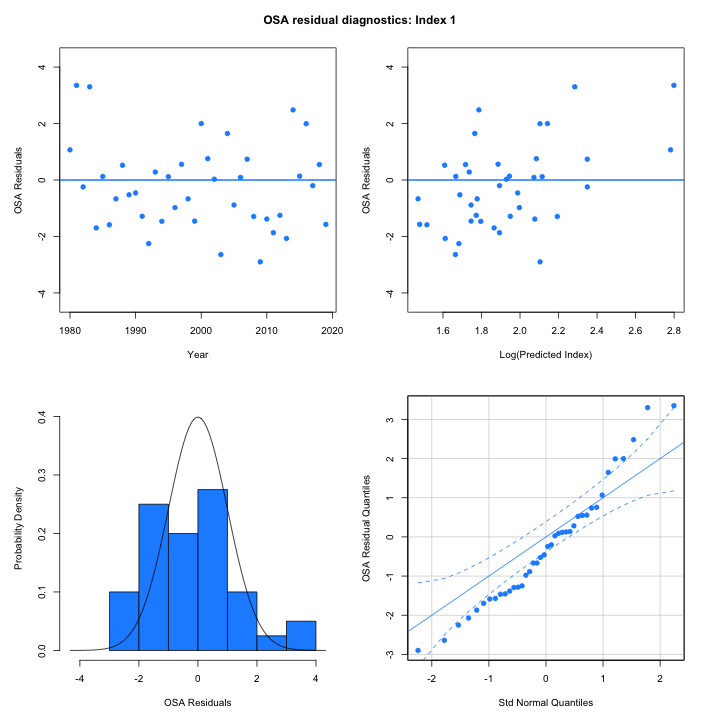 OSA residual diagnostics: Index 1
4
2
0
-2
-4
OSA Residuals
1980 1990 2000 2010 2020
Year
4
2
0
-2
-4
OSA Residuals
1.6 1.8 2.0 2.2 2.4 2.6 2.8
Log(Predicted Index)
0.4
0.3
0.2
0.1
0.0
Probability Density
-4 -2 0 2 4
OSA Residuals
3
2
1
0
-1
-2
-3
OSA Residual Quantiles
-2 -1 0 1 2
Std Normal Quantiles